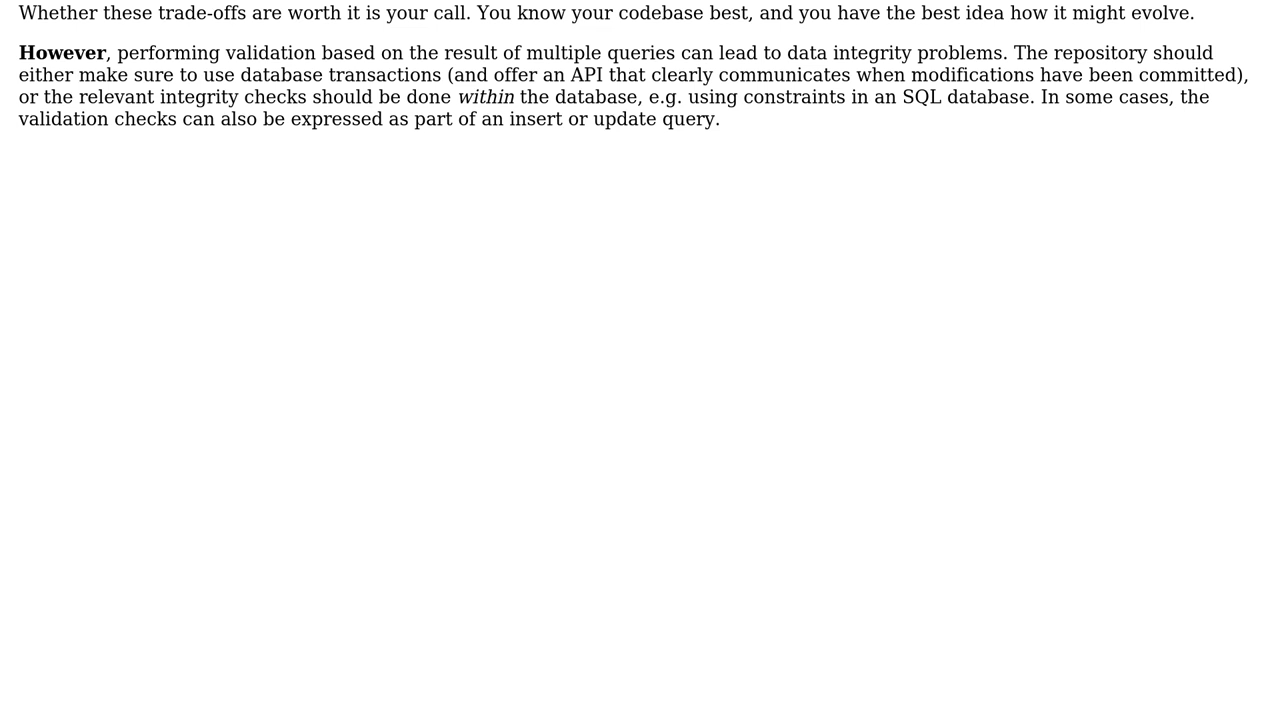 Whether these trade-offs are worth it is your call. You know your codebase best, and you have the best idea how it might evolve.
However, performing validation based on the result of multiple queries can lead to data integrity problems. The repository should
either make sure to use database transactions (and offer an API that clearly communicates when modifications have been committed),
or the relevant integrity checks should be done within the database, e.g. using constraints in an SQL database. In some cases, the
validation checks can also be expressed as part of an insert or update query.